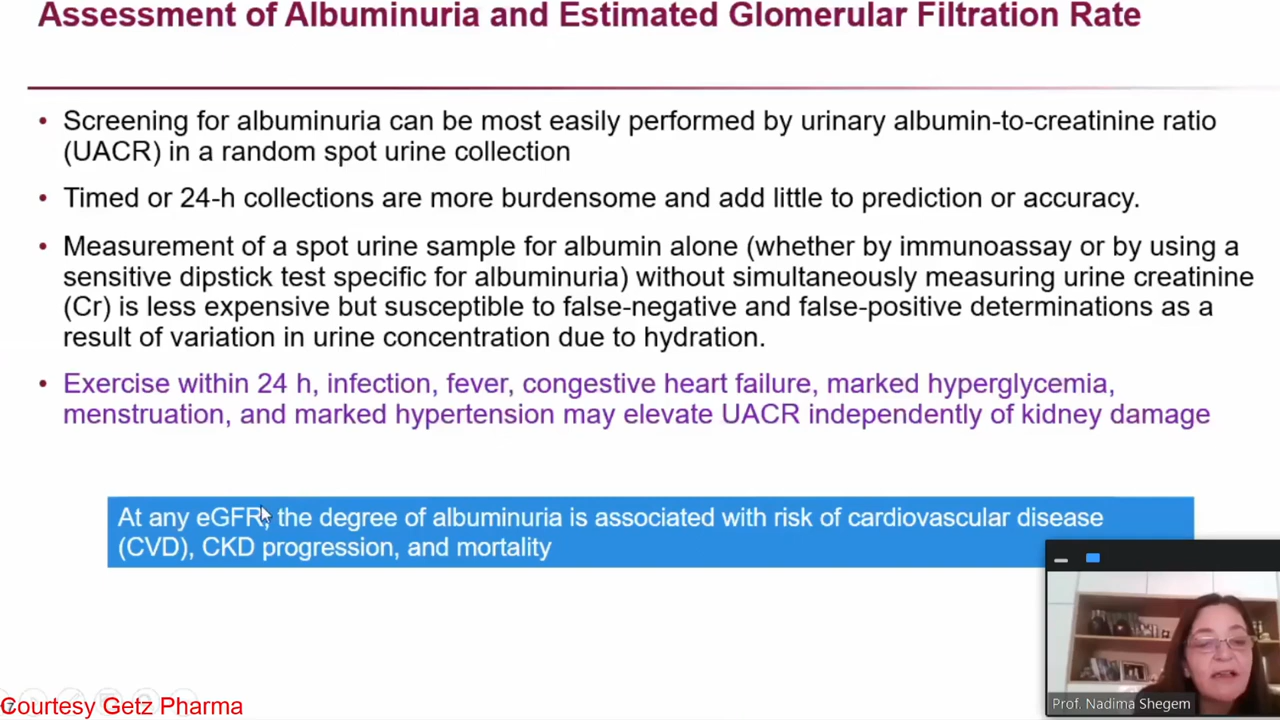 Assessment of Albuminuria and Estimated Glomerular Filtration Rate
• Screening for albuminuria can be most easily performed by urinary albumin-to-creatinine ratio
(UACR) in a random spot urine collection
• Timed or 24-h collections are more burdensome and add little to prediction or accuracy.
• Measurement of a spot urine sample for albumin alone (whether by immunoassay or by using a
sensitive dipstick test specific for albuminuria) without simultaneously measuring urine creatinine
(Cr) is less expensive but susceptible to false-negative and false-positive determinations as a
result of variation in urine concentration due to hydration.
• Exercise within 24 h, infection, fever, congestive heart failure, marked hyperglycemia,
menstruation, and marked hypertension may elevate UACR independently of kidney damage
At any eGFR, the degree of albuminuria is associated with risk of cardiovascular disease
(CVD), CKD progression, and mortality
Prof. Nadima Shegem
Courtesy Getz Pharma